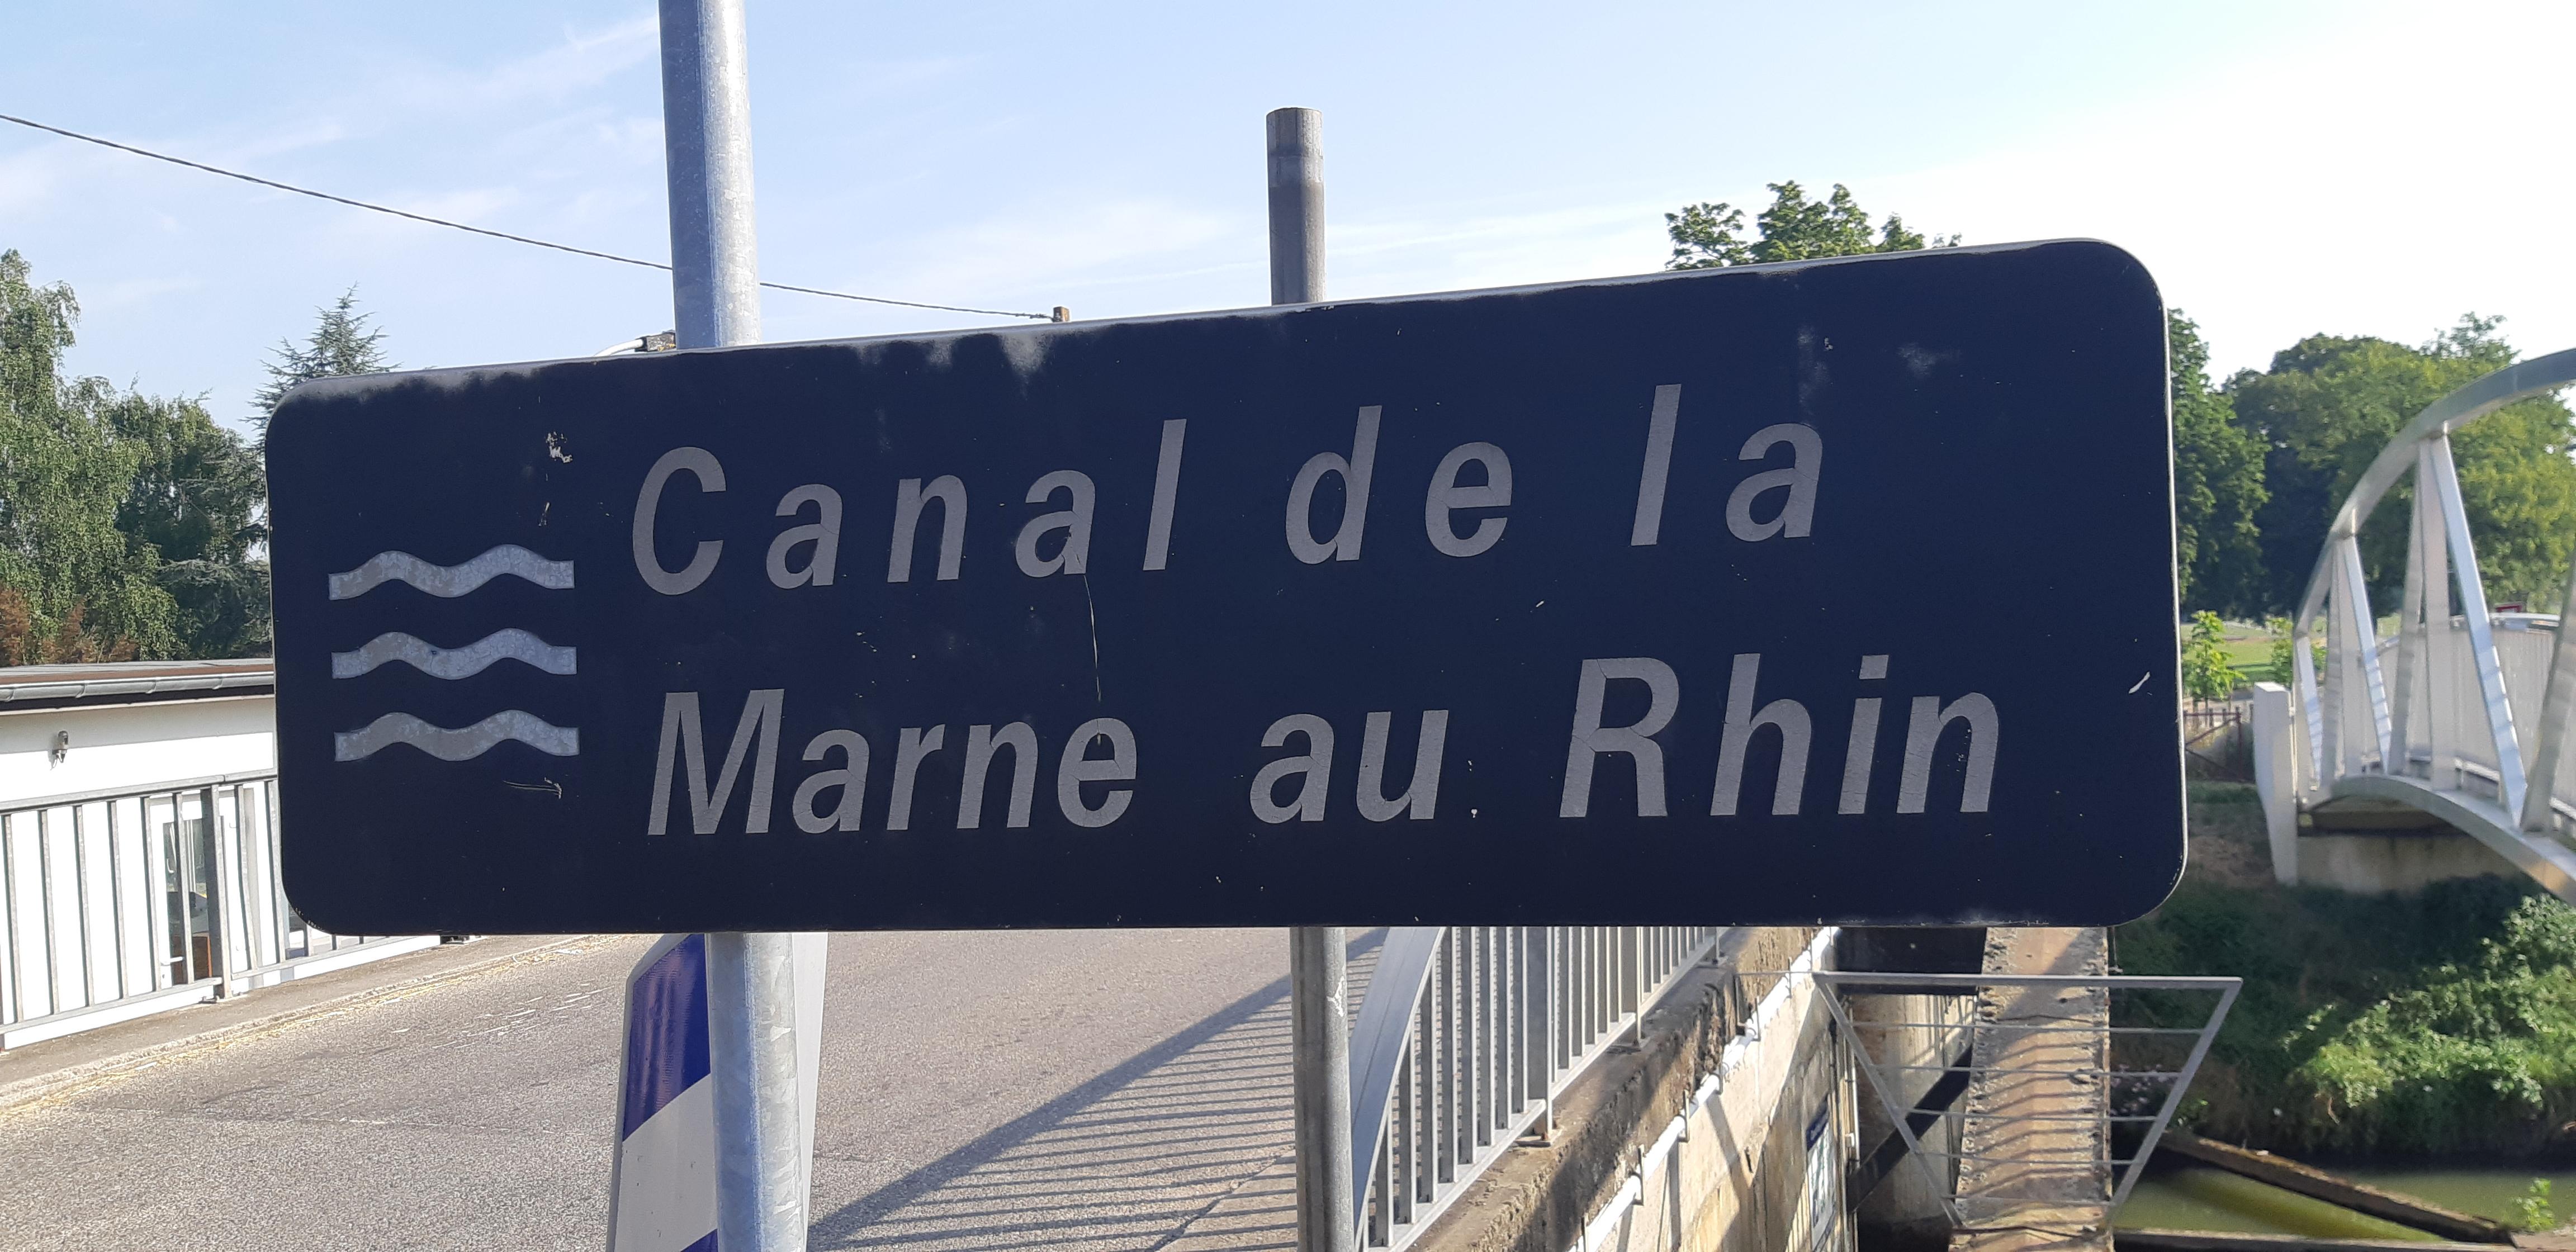 Canal de la
Marne au Rhin